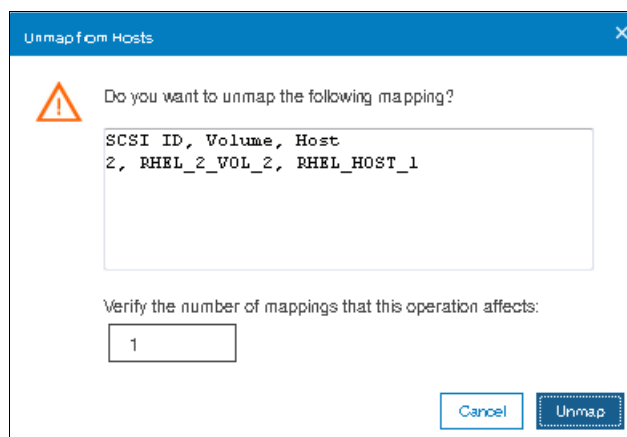 Unmap from Hosts
Do you want to unmap the following mapping?
SCSI ID, Volume, Host
2, RHEL_2_VOL_2, RHEL_HOST_1
Verify the number of mappings that this operation affects:
1
Cancel Unmap